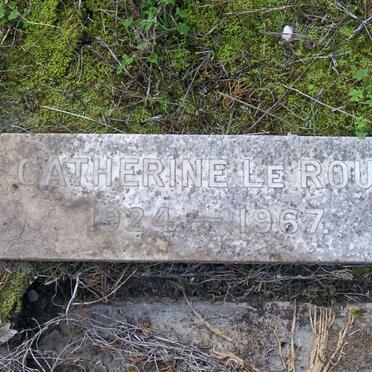 CATHERINE LE ROU
1924 - 1967